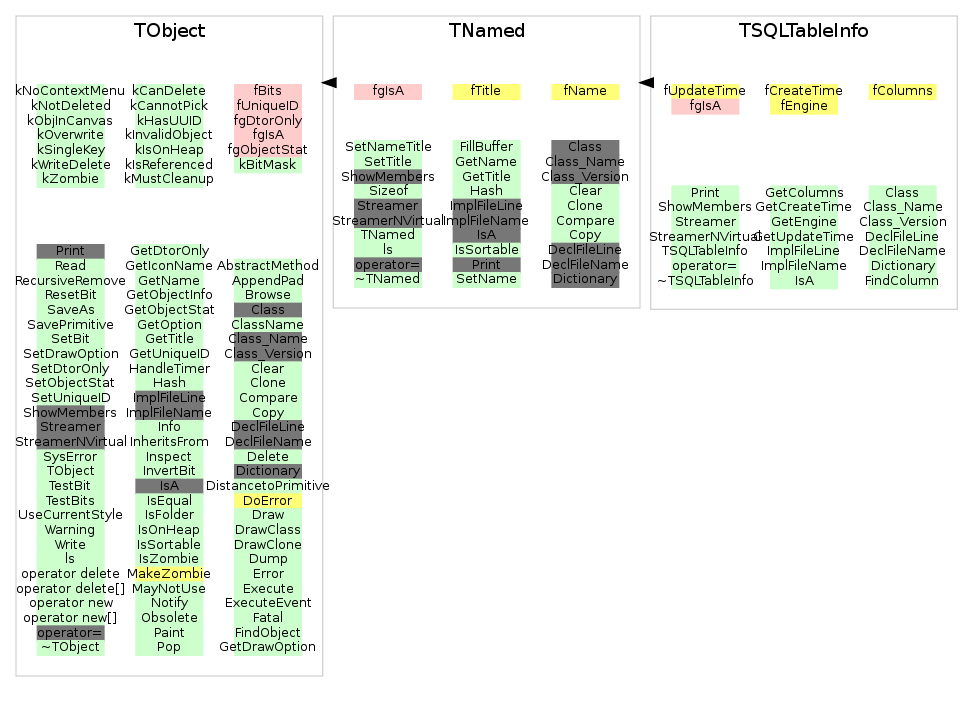 TObject
kNoContextMenu kCanDelete fBits
kNotDeleted kCannotPick fUniqueID
kObjInCanvas kHasUUID fgDtorOnly
kOverwrite kInvalidObject fgIsA
kSingleKey kIsOnHeap fgObjectStat
kWriteDelete kIsReferenced kBitMask
kZombie kMustCleanup
Print GetDtorOnly
Read GetIconName AbstractMethod
RecursiveRemove GetName AppendPad
ResetBit GetObjectInfo Browse
SaveAs GetObjectStat Class
SavePrimitive GetOption ClassName
SetBit GetTitle Class_Name
SetDrawOption GetUniqueID Class_Version
SetDtorOnly HandleTimer Clear
SetObjectStat Hash Clone
SetUniqueID ImplFileLine Compare
ShowMembers ImplFileName Copy
Streamer Info DeclFileLine
StreamerNVirtual InheritsFrom DeclFileName
SysError Inspect Delete
TObject InvertBit Dictionary
TestBit IsA DistancetoPrimitive
TestBits IsEqual DoError
UseCurrentStyle IsFolder Draw
Warning IsOnHeap DrawClass
Write IsSortable DrawClone
ls IsZombie Dump
operator delete MakeZombie Error
operator delete[] MayNotUse Execute
operator new Notify ExecuteEvent
operator new[] Obsolete Fatal
operator= Paint FindObject
~TObject Pop GetDrawOption
TNamed
fgIsA fTitle fName
SetNameTitle FillBuffer Class
SetTitle GetName Class_Name
ShowMembers GetTitle Class_Version
Sizeof Hash Clear
Streamer ImplFileLine Clone
StreamerNVirtual ImplFileName Compare
TNamed IsA Copy
ls IsSortable DeclFileLine
operator= Print DeclFileName
~TNamed SetName Dictionary
TSQLTableInfo
fUpdateTime fCreateTime fColumns
fgIsA fEngine
Print GetColumns Class
ShowMembers GetCreateTime Class_Name
Streamer GetEngine Class_Version
StreamerNVirtual GetUpdateTime DeclFileLine
TSQLTableInfo ImplFileLine DeclFileName
operator= ImplFileName Dictionary
~TSQLTableInfo IsA FindColumn